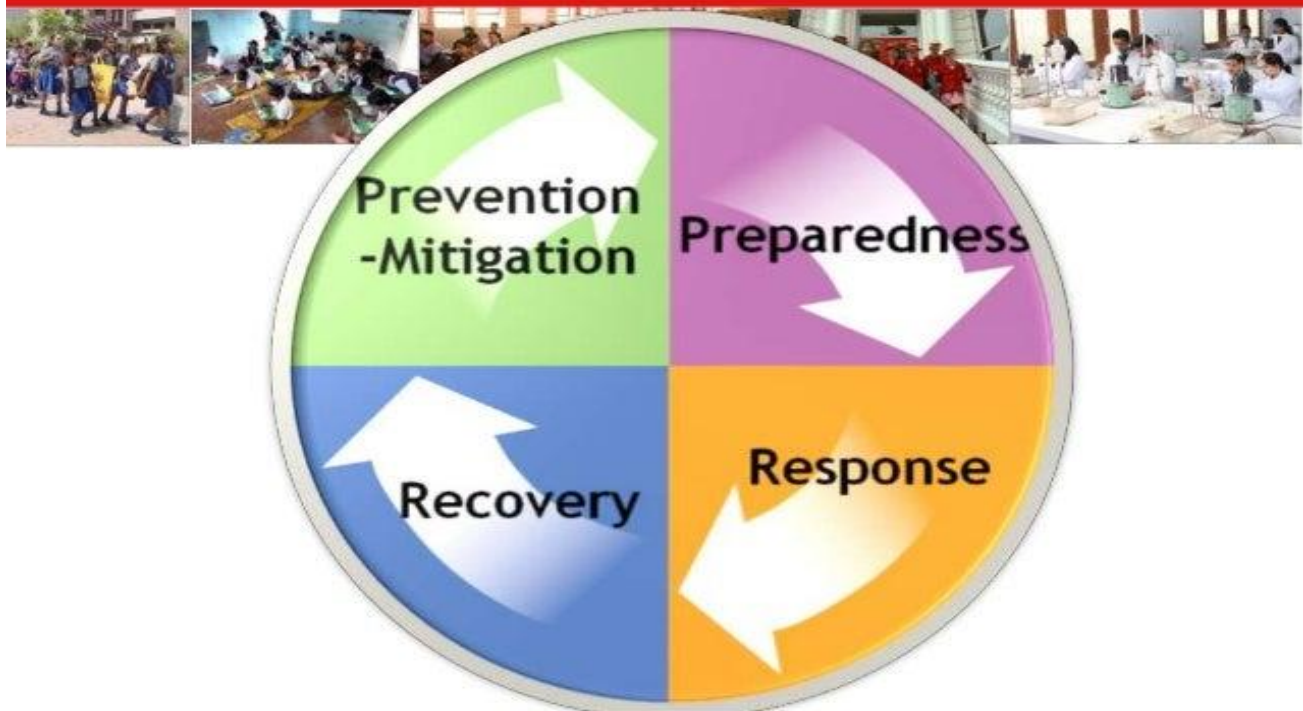 Prevention
-Mitigation
Preparedness
Response
Recovery